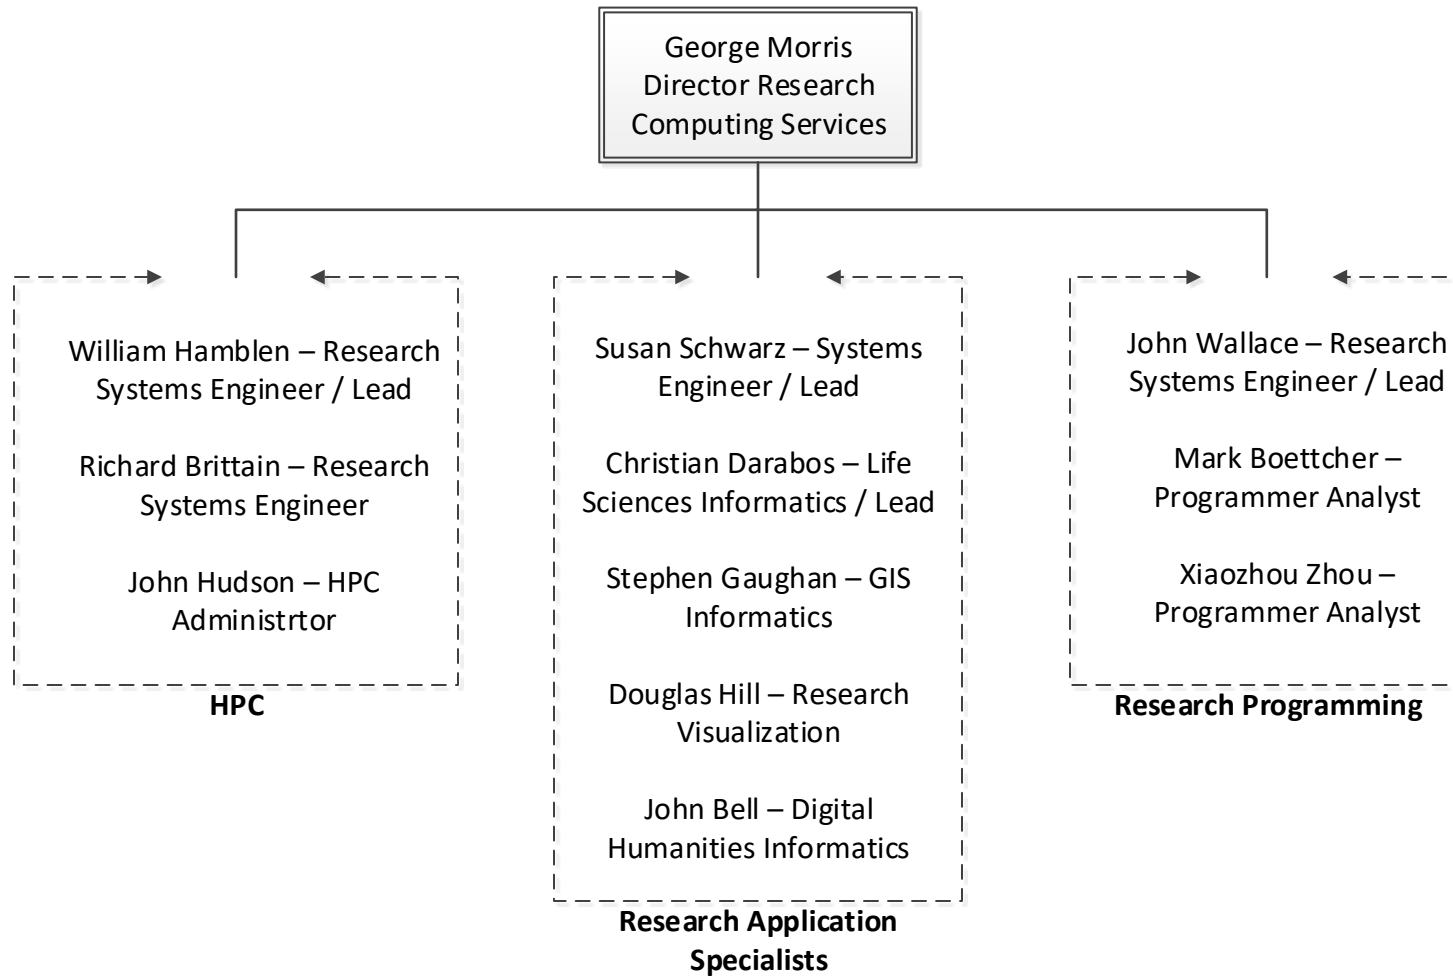 George Morris
Director Research
Computing Services
William Hamblen – Research
Systems Engineer / Lead
Richard Brittain – Research
Systems Engineer
John Hudson – HPC
Administrtor
HPC
Susan Schwarz – Systems
Engineer / Lead
Christian Darabos – Life
Sciences Informatics / Lead
Stephen Gaughan – GIS
Informatics
Douglas Hill – Research
Visualization
John Bell – Digital
Humanities Informatics
Research Application
Specialists
John Wallace – Research
Systems Engineer / Lead
Mark Boettcher –
Programmer Analyst
Xiaozhou Zhou –
Programmer Analyst
Research Programming